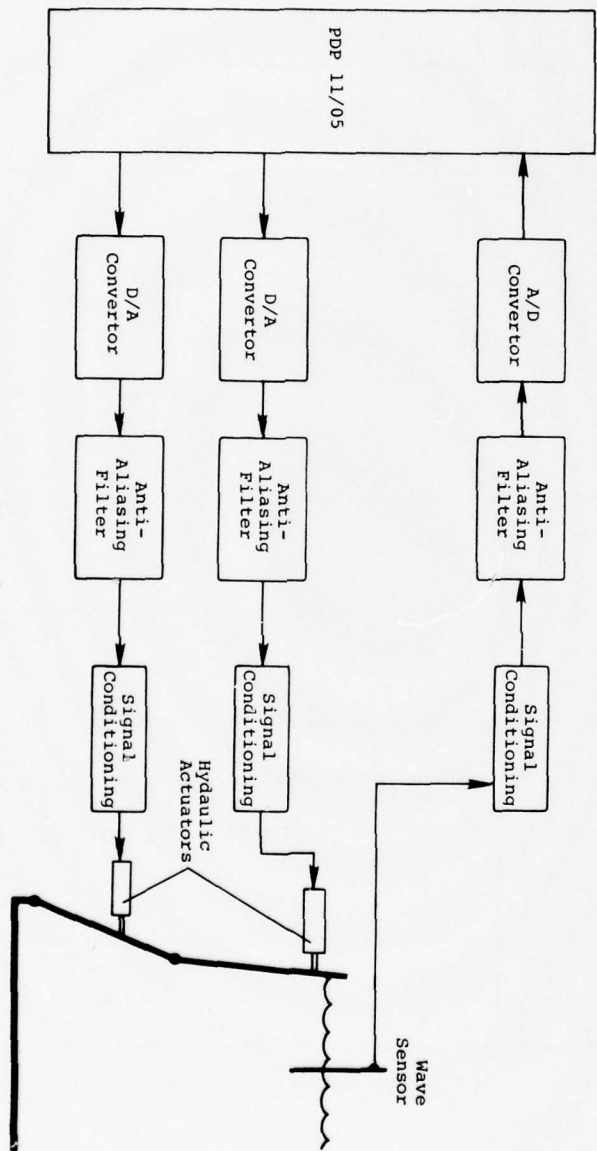 PDP 11/05
A/D
Convertor
Anti-
Aliasing
Filter
Signal
Conditioning
Wave
Sensor
D/A
Convertor
Anti-
Aliasing
Filter
Signal
Conditioning
Hydaulic
Actuators
D/A
Convertor
Anti-
Aliasing
Filter
Signal
Conditioning